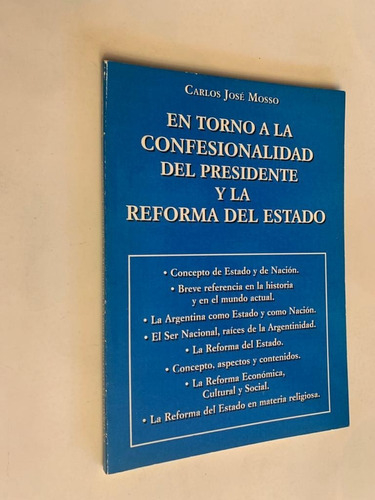 CARLOS JOSÉ MOSSO
EN TORNO A LA
CONFESIONALIDAD
DEL PRESIDENTE
Y LA
REFORMA DEL ESTADO
• Concepto de Estado y de Nación.
• Breve referencia en la historia
y en el mundo actual.
• La Argentina como Estado y como Nación.
• El Ser Nacional, raíces de la Argentinidad.
• La Reforma del Estado.
• Concepto, aspectos y contenidos.
• La Reforma Económica,
Cultural y Social.
• La Reforma del Estado en materia religiosa.